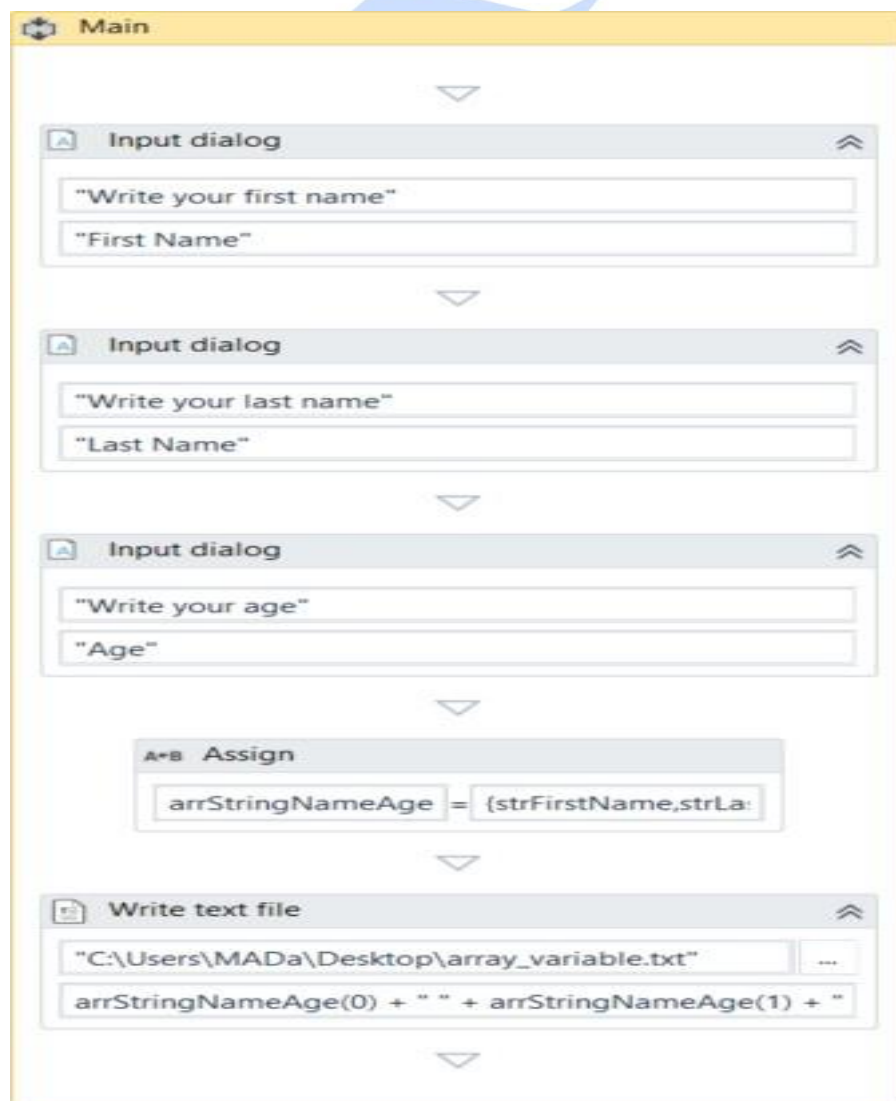 Main
Input dialog
"Write your first name"
"First Name"
Input dialog
"Write your last name"
"Last Name"
Input dialog
"Write your age"
"Age"
A+B Assign
arrStringNameAge = {strFirstName,strLa
Write text file
"C:\Users\MADa\Desktop\array_variable.txt" ...
arrStringNameAge(0) + " " + arrStringNameAge(1) + "